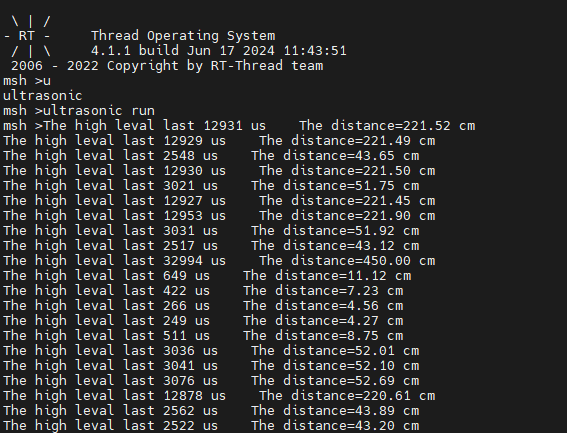 \ | /
- RT -     Thread Operating System
 / | \     4.1.1 build Jun 17 2024 11:43:51
 2006 - 2022 Copyright by RT-Thread team
msh >u
ultrasonic
msh >ultrasonic run
msh >The high leval last 12931 us    The distance=221.52 cm
The high leval last 12929 us    The distance=221.49 cm
The high leval last 2548 us    The distance=43.65 cm
The high leval last 12930 us    The distance=221.50 cm
The high leval last 3021 us    The distance=51.75 cm
The high leval last 12927 us    The distance=221.45 cm
The high leval last 12953 us    The distance=221.90 cm
The high leval last 3031 us    The distance=51.92 cm
The high leval last 2517 us    The distance=43.12 cm
The high leval last 32994 us    The distance=450.00 cm
The high leval last 649 us    The distance=11.12 cm
The high leval last 422 us    The distance=7.23 cm
The high leval last 266 us    The distance=4.56 cm
The high leval last 249 us    The distance=4.27 cm
The high leval last 511 us    The distance=8.75 cm
The high leval last 3036 us    The distance=52.01 cm
The high leval last 3041 us    The distance=52.10 cm
The high leval last 3076 us    The distance=52.69 cm
The high leval last 12878 us    The distance=220.61 cm
The high leval last 2562 us    The distance=43.89 cm
The high leval last 2522 us    The distance=43.20 cm